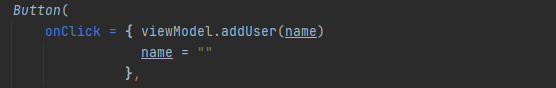 Button(
onClick = { viewModel.addUser(name)
name = ""
},